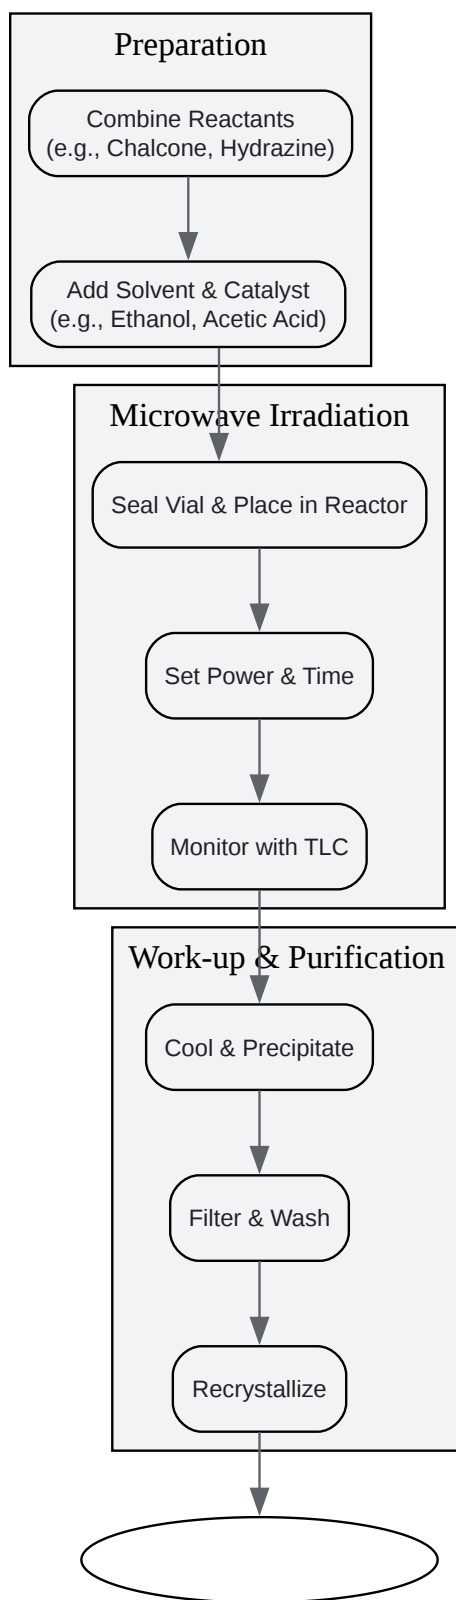 Preparation
Combine Reactants
(e.g., Chalcone, Hydrazine)
Add Solvent & Catalyst
(e.g., Ethanol, Acetic Acid)
Microwave Irradiation
Seal Vial & Place in Reactor
Set Power & Time
Monitor with TLC
Work-up & Purification
Cool & Precipitate
Filter & Wash
Recrystallize